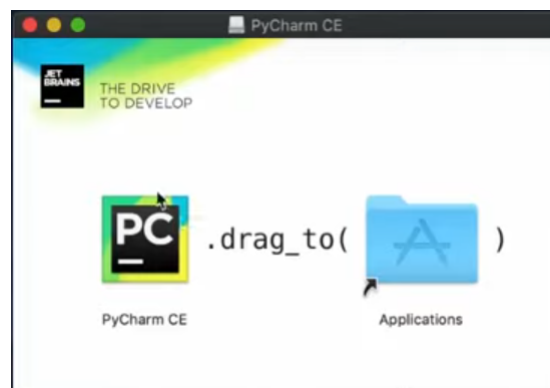 PyCharm CE
JET
BRAINS
THE DRIVE
TO DEVELOP
PC
.drag_to( )
PyCharm CE
Applications